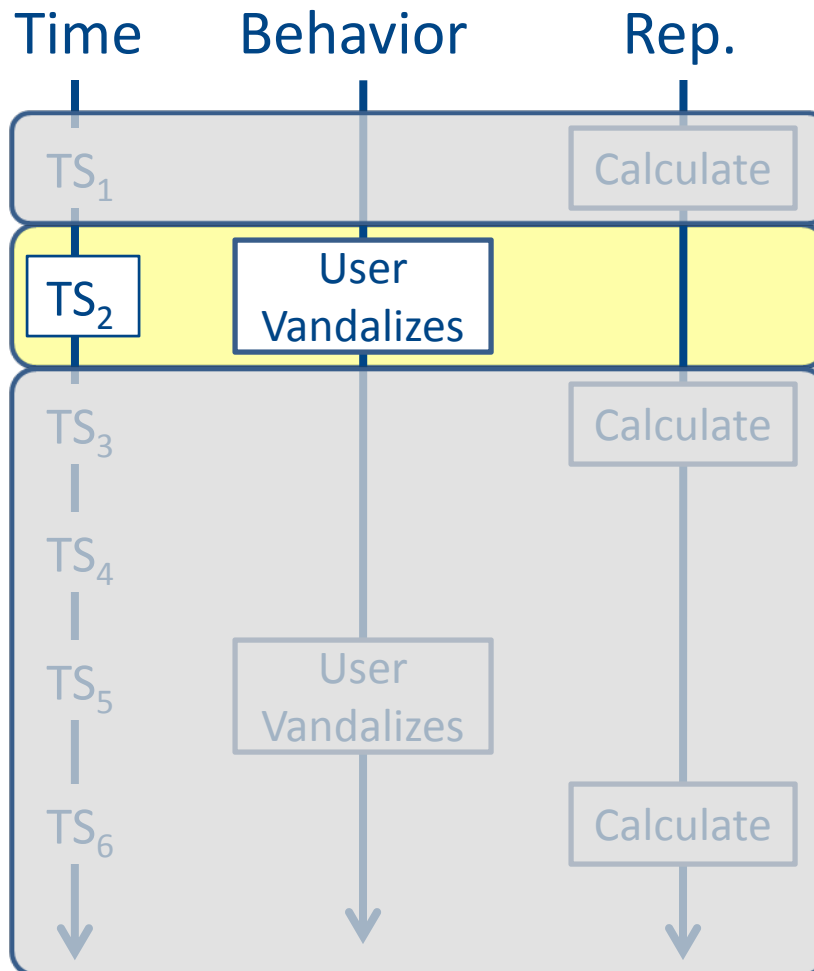 Time Behavior Rep.
TS₁ Calculate
User
TS₂
Vandalizes
TS₃ Calculate
TS₄
User
TS₅
Vandalizes
TS₆ Calculate